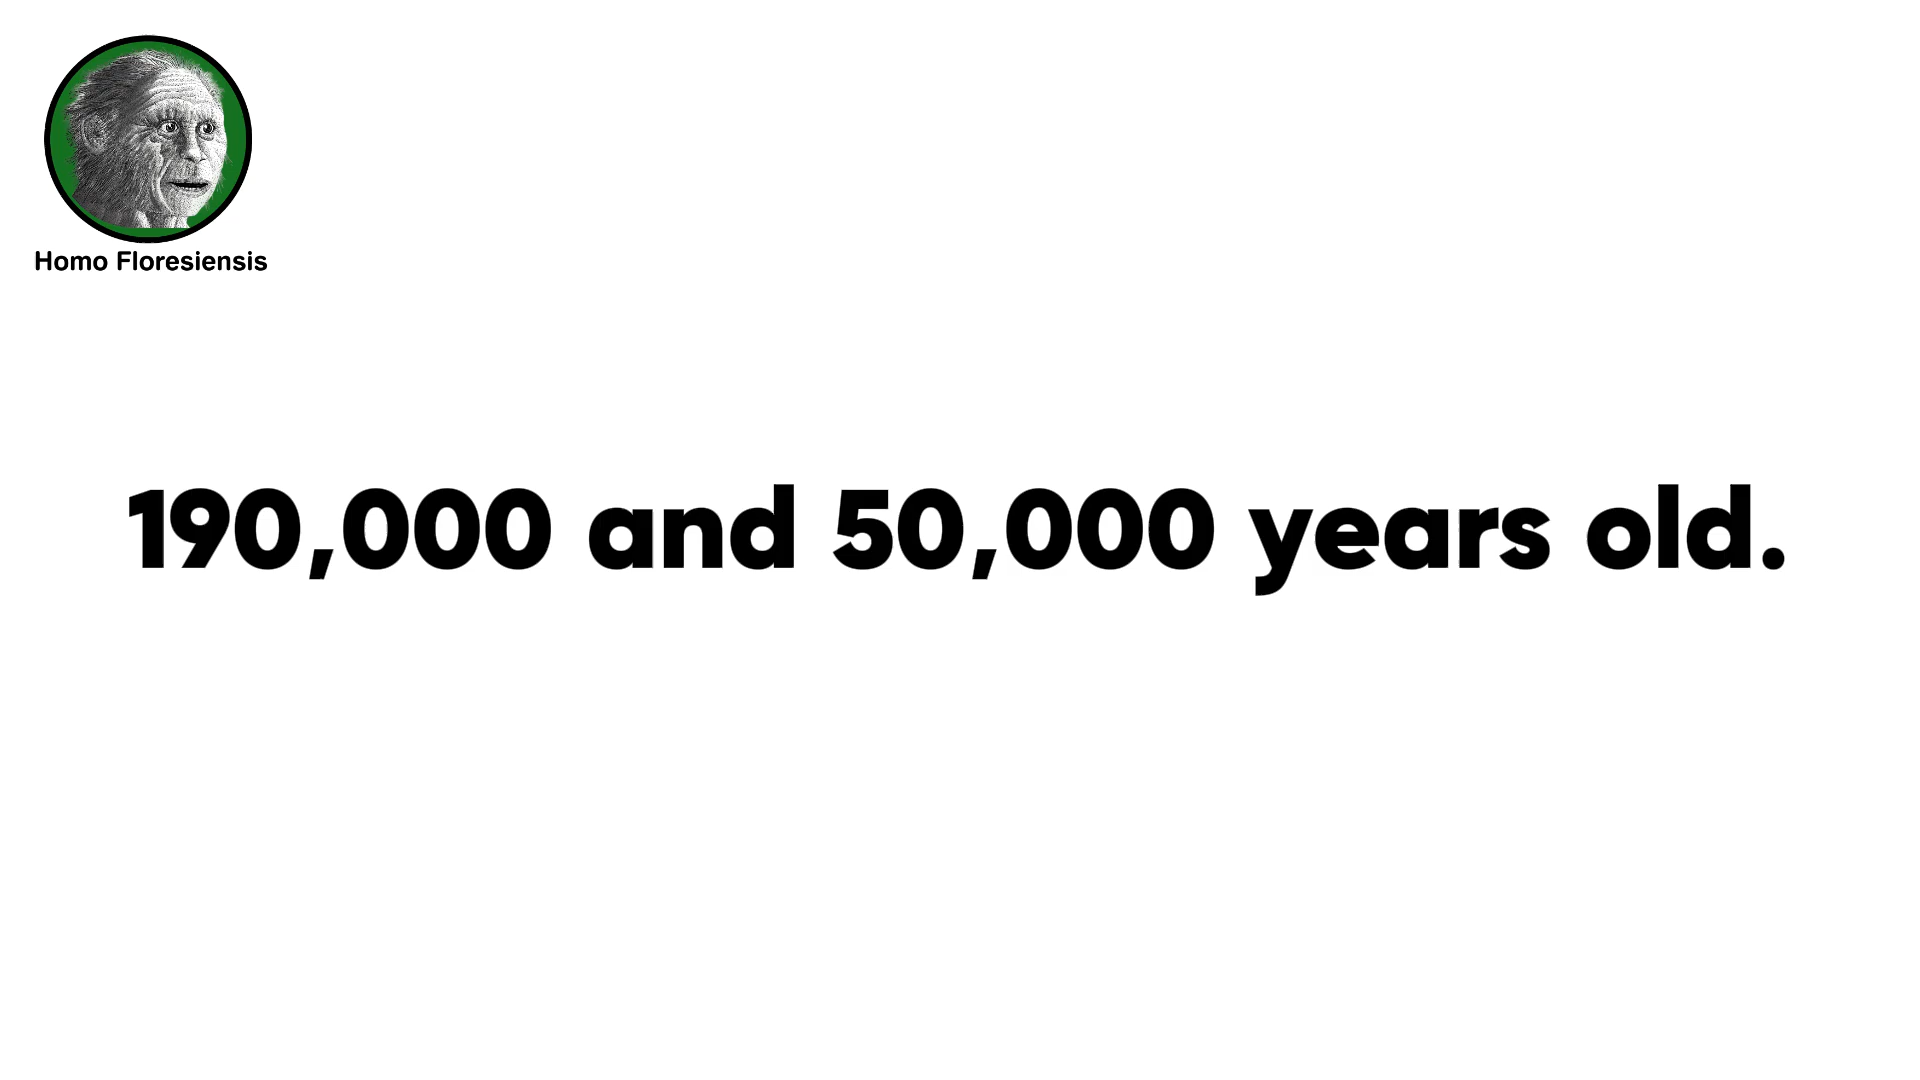 Homo Floresiensis
190,000 and 50,000 years old.